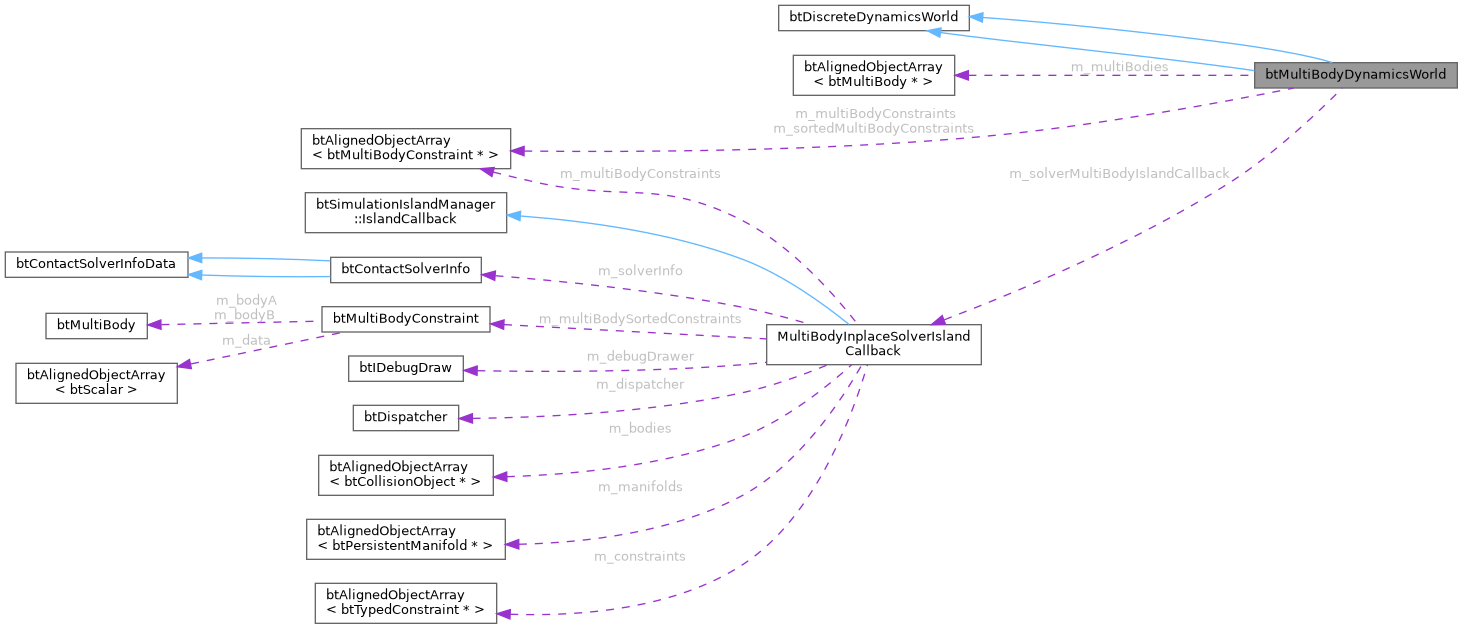 btDiscreteDynamicsWorld
btAlignedObjectArray
< btMultiBody * >
m_multiBodies
btMultiBodyDynamicsWorld
m_multiBodyConstraints
m_sortedMultiBodyConstraints
btAlignedObjectArray
< btMultiBodyConstraint * >
m_multiBodyConstraints
m_solverMultiBodyIslandCallback
btSimulationIslandManager
::IslandCallback
btContactSolverInfoData
btContactSolverInfo
m_solverInfo
m_bodyA
m_bodyB
btMultiBody
btMultiBodyConstraint
m_multiBodySortedConstraints
MultiBodyInplaceSolverIsland
Callback
m_data
btAlignedObjectArray
< btScalar >
btIDebugDraw
m_debugDrawer
m_dispatcher
btDispatcher
m_bodies
btAlignedObjectArray
< btCollisionObject * >
m_manifolds
btAlignedObjectArray
< btPersistentManifold * >
m_constraints
btAlignedObjectArray
< btTypedConstraint * >